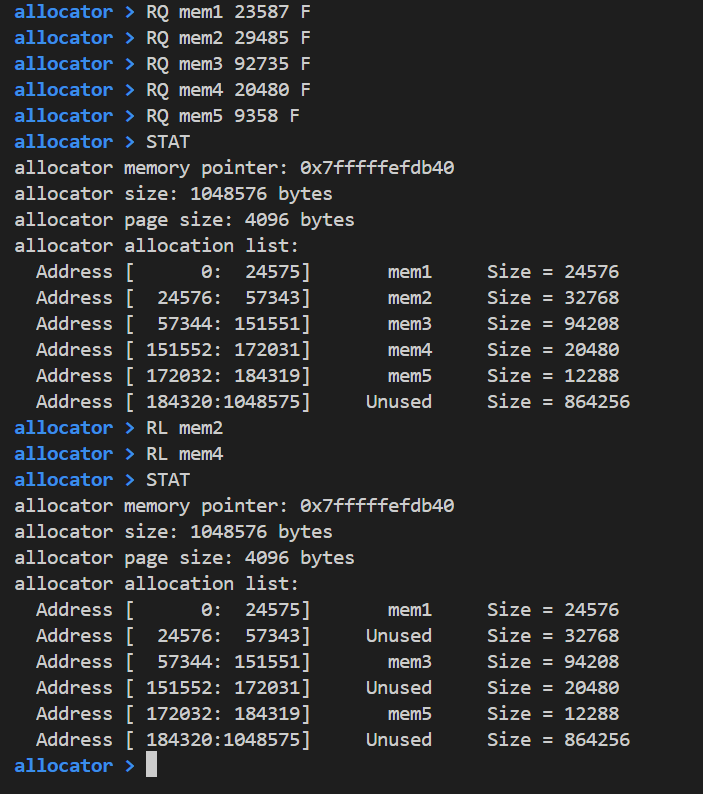 allocator > RQ mem1 23587 F
allocator > RQ mem2 29485 F
allocator > RQ mem3 92735 F
allocator > RQ mem4 20480 F
allocator > RQ mem5 9358 F
allocator > STAT
allocator memory pointer: 0x7fffffefdb40
allocator size: 1048576 bytes
allocator page size: 4096 bytes
allocator allocation list:
  Address [      0:  24575]       mem1     Size = 24576
  Address [  24576:  57343]       mem2     Size = 32768
  Address [  57344: 151551]       mem3     Size = 94208
  Address [ 151552: 172031]       mem4     Size = 20480
  Address [ 172032: 184319]       mem5     Size = 12288
  Address [ 184320:1048575]     Unused     Size = 864256
allocator > RL mem2
allocator > RL mem4
allocator > STAT
allocator memory pointer: 0x7fffffefdb40
allocator size: 1048576 bytes
allocator page size: 4096 bytes
allocator allocation list:
  Address [      0:  24575]       mem1     Size = 24576
  Address [  24576:  57343]     Unused     Size = 32768
  Address [  57344: 151551]       mem3     Size = 94208
  Address [ 151552: 172031]     Unused     Size = 20480
  Address [ 172032: 184319]       mem5     Size = 12288
  Address [ 184320:1048575]     Unused     Size = 864256
allocator >